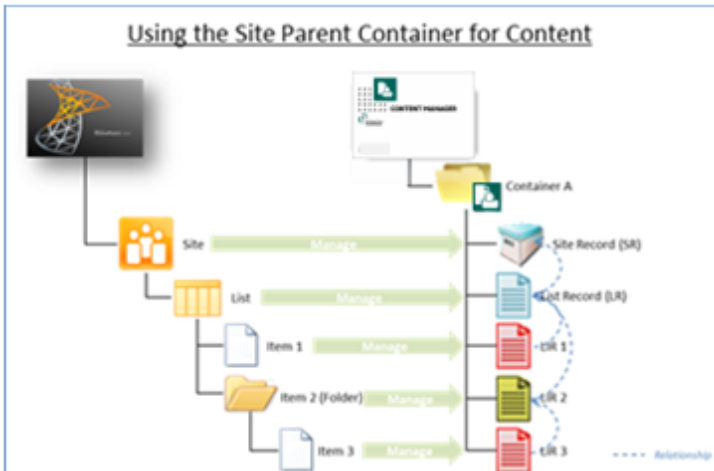 Using the Site Parent Container for Content
CONTENT MANAGER
Container A
Site
Manage
Site Record (SR)
List
Manage
List Record (LR)
Item 1
Manage
LIR 1
Item 2 (Folder)
Manage
LIR 2
Item 3
Manage
LIR 3
Relationship